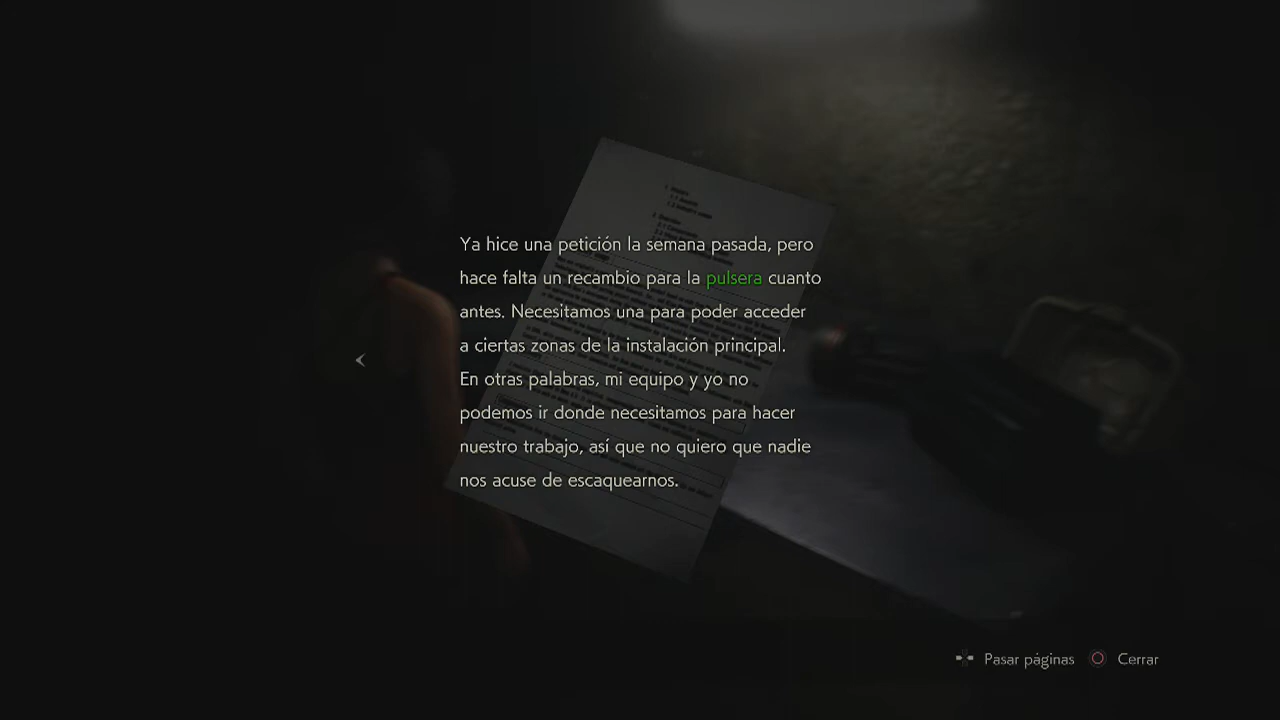 Ya hice una petición la semana pasada, pero
hace falta un recambio para la pulsera cuanto
antes. Necesitamos una para poder acceder
a ciertas zonas de la instalación principal.
En otras palabras, mi equipo y yo no
podemos ir donde necesitamos para hacer
nuestro trabajo, así que no quiero que nadie
nos acuse de escaquearnos.
Pasar páginas Cerrar